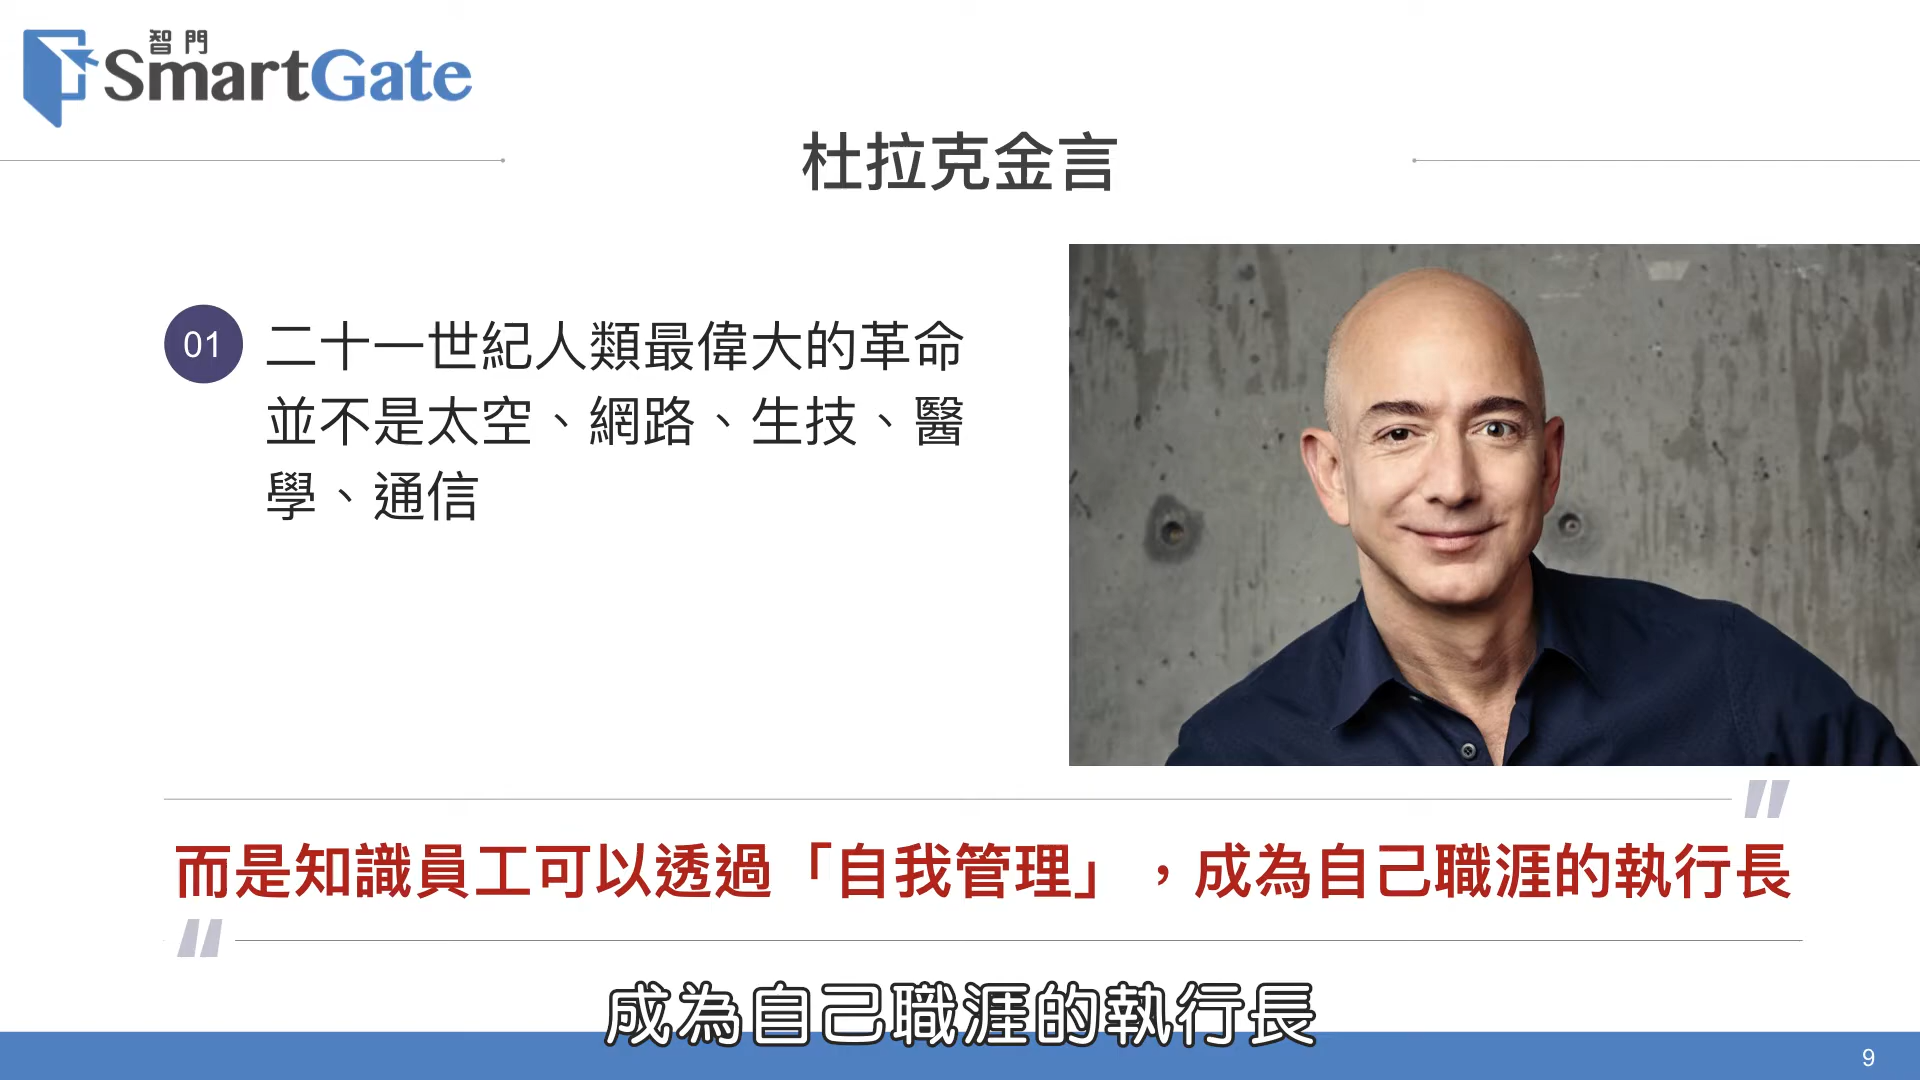 智門
SmartGate
杜拉克金言
01
二十一世紀人類最偉大的革命
並不是太空、網路、生技、醫
學、通信
而是知識員工可以透過「自我管理」，成為自己職涯的執行長
成為自己職涯的執行長
9